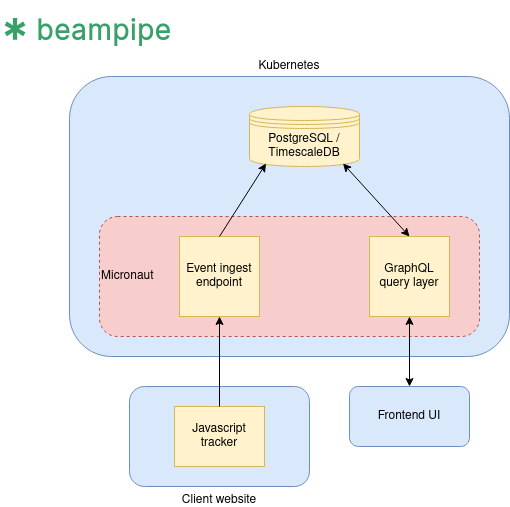 beampipe
Kubernetes
PostgreSQL /
TimescaleDB
Micronaut
Event ingest
endpoint
GraphQL
query layer
Javascript
tracker
Frontend UI
Client website